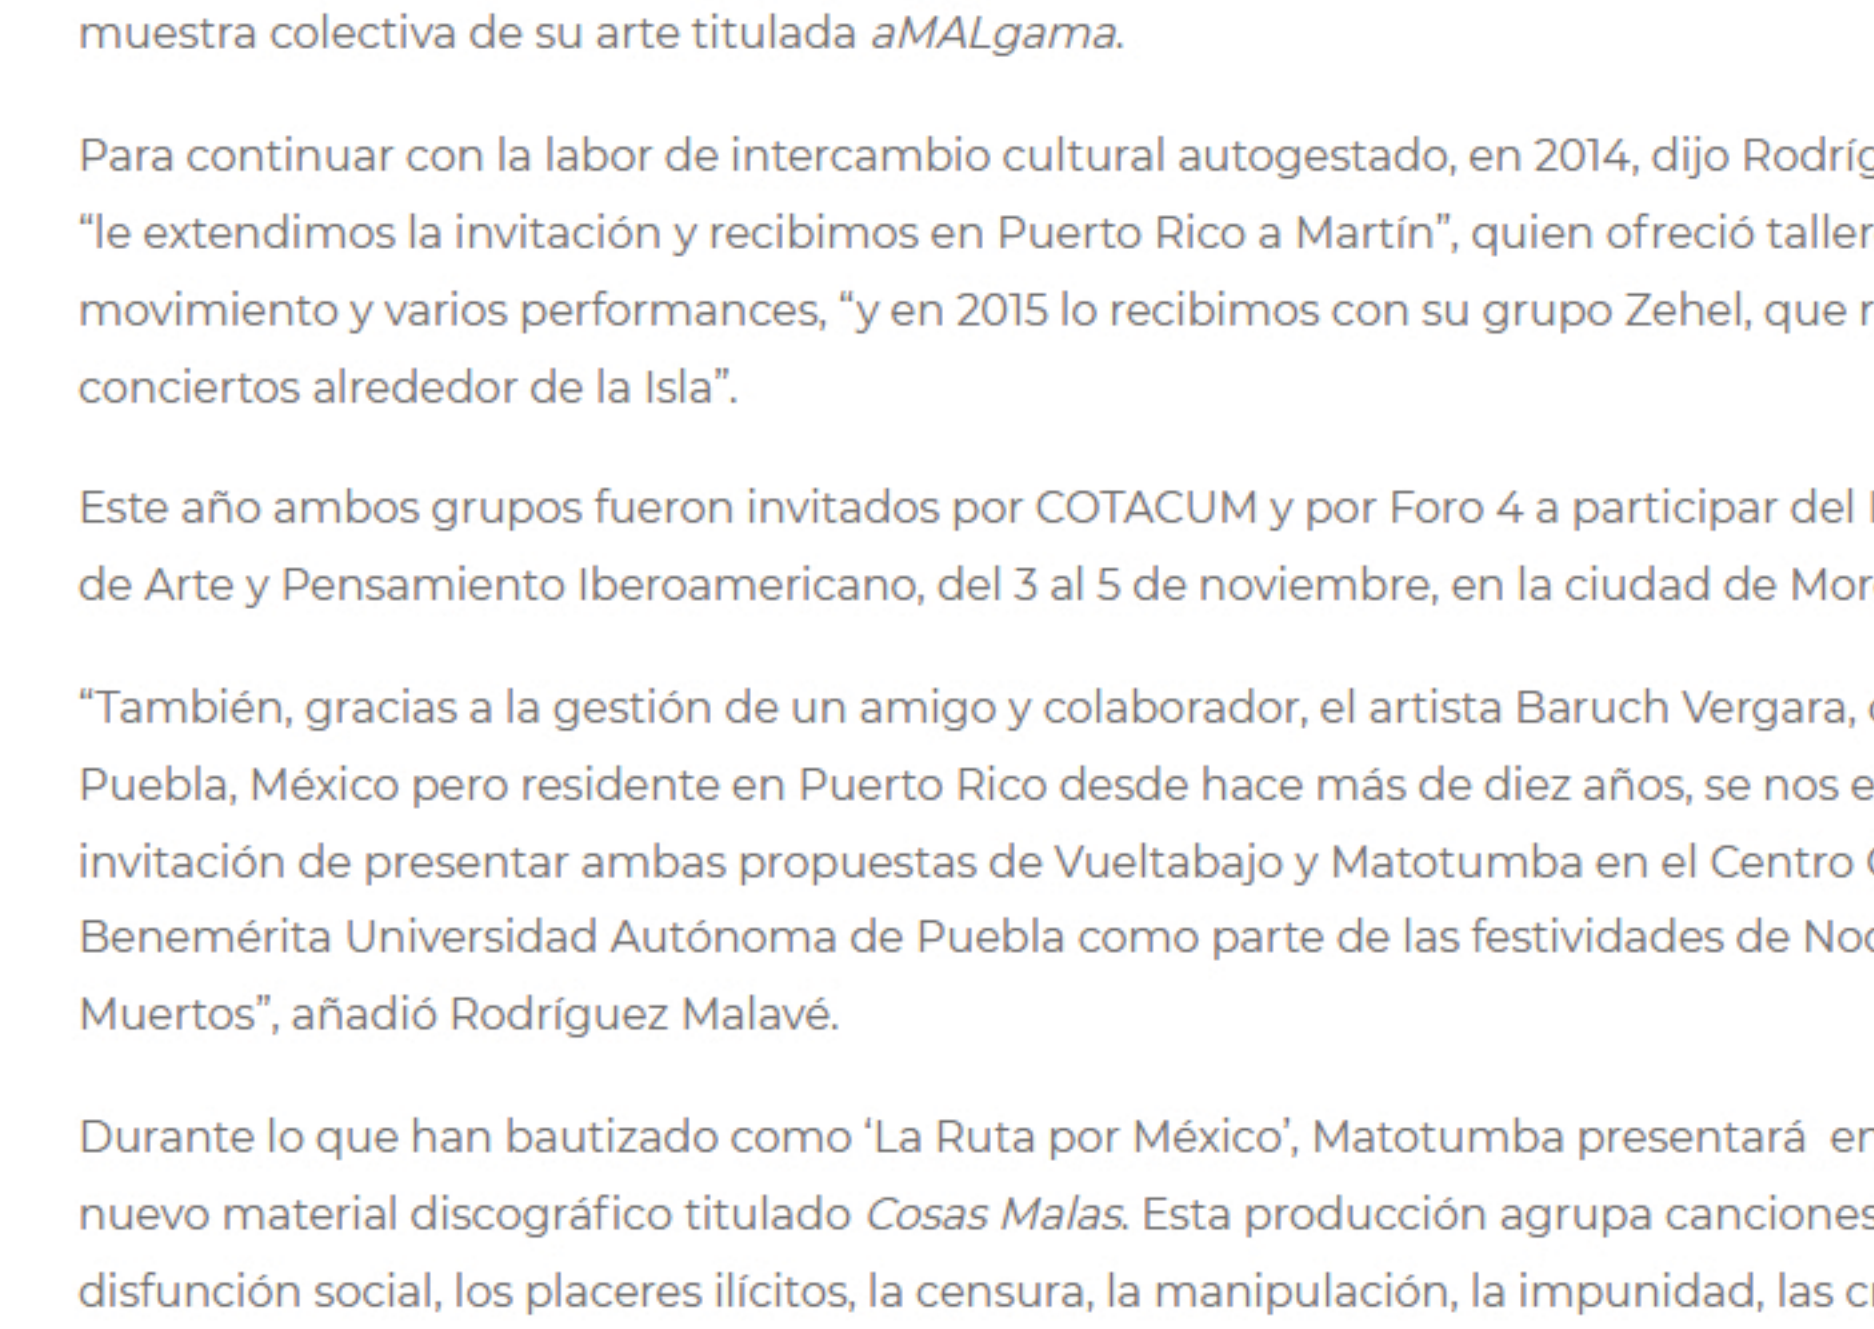 muestra colectiva de su arte titulada aMALgama.
Para continuar con la labor de intercambio cultural autogestado, en 2014, dijo
“le extendimos la invitación y recibimos en Puerto Rico a Martín”, quien ofreció
movimiento y varios performances, “y en 2015 lo recibimos con su grupo Zehel, que
conciertos alrededor de la Isla”.
Este año ambos grupos fueron invitados por COTACUM y por Foro 4 a participar del
de Arte y Pensamiento Iberoamericano, del 3 al 5 de noviembre, en la ciudad de
“También, gracias a la gestión de un amigo y colaborador, el artista Baruch Vergara,
Puebla, México pero residente en Puerto Rico desde hace más de diez años, se nos
invitación de presentar ambas propuestas de Vueltabajo y Matotumba en el Centro
Benemérita Universidad Autónoma de Puebla como parte de las festividades de
Muertos”, añadió Rodríguez Malavé.
Durante lo que han bautizado como ‘La Ruta por México’, Matotumba presentará en
nuevo material discográfico titulado Cosas Malas. Esta producción agrupa canciones
disfunción social, los placeres ilícitos, la censura, la manipulación, la impunidad, las